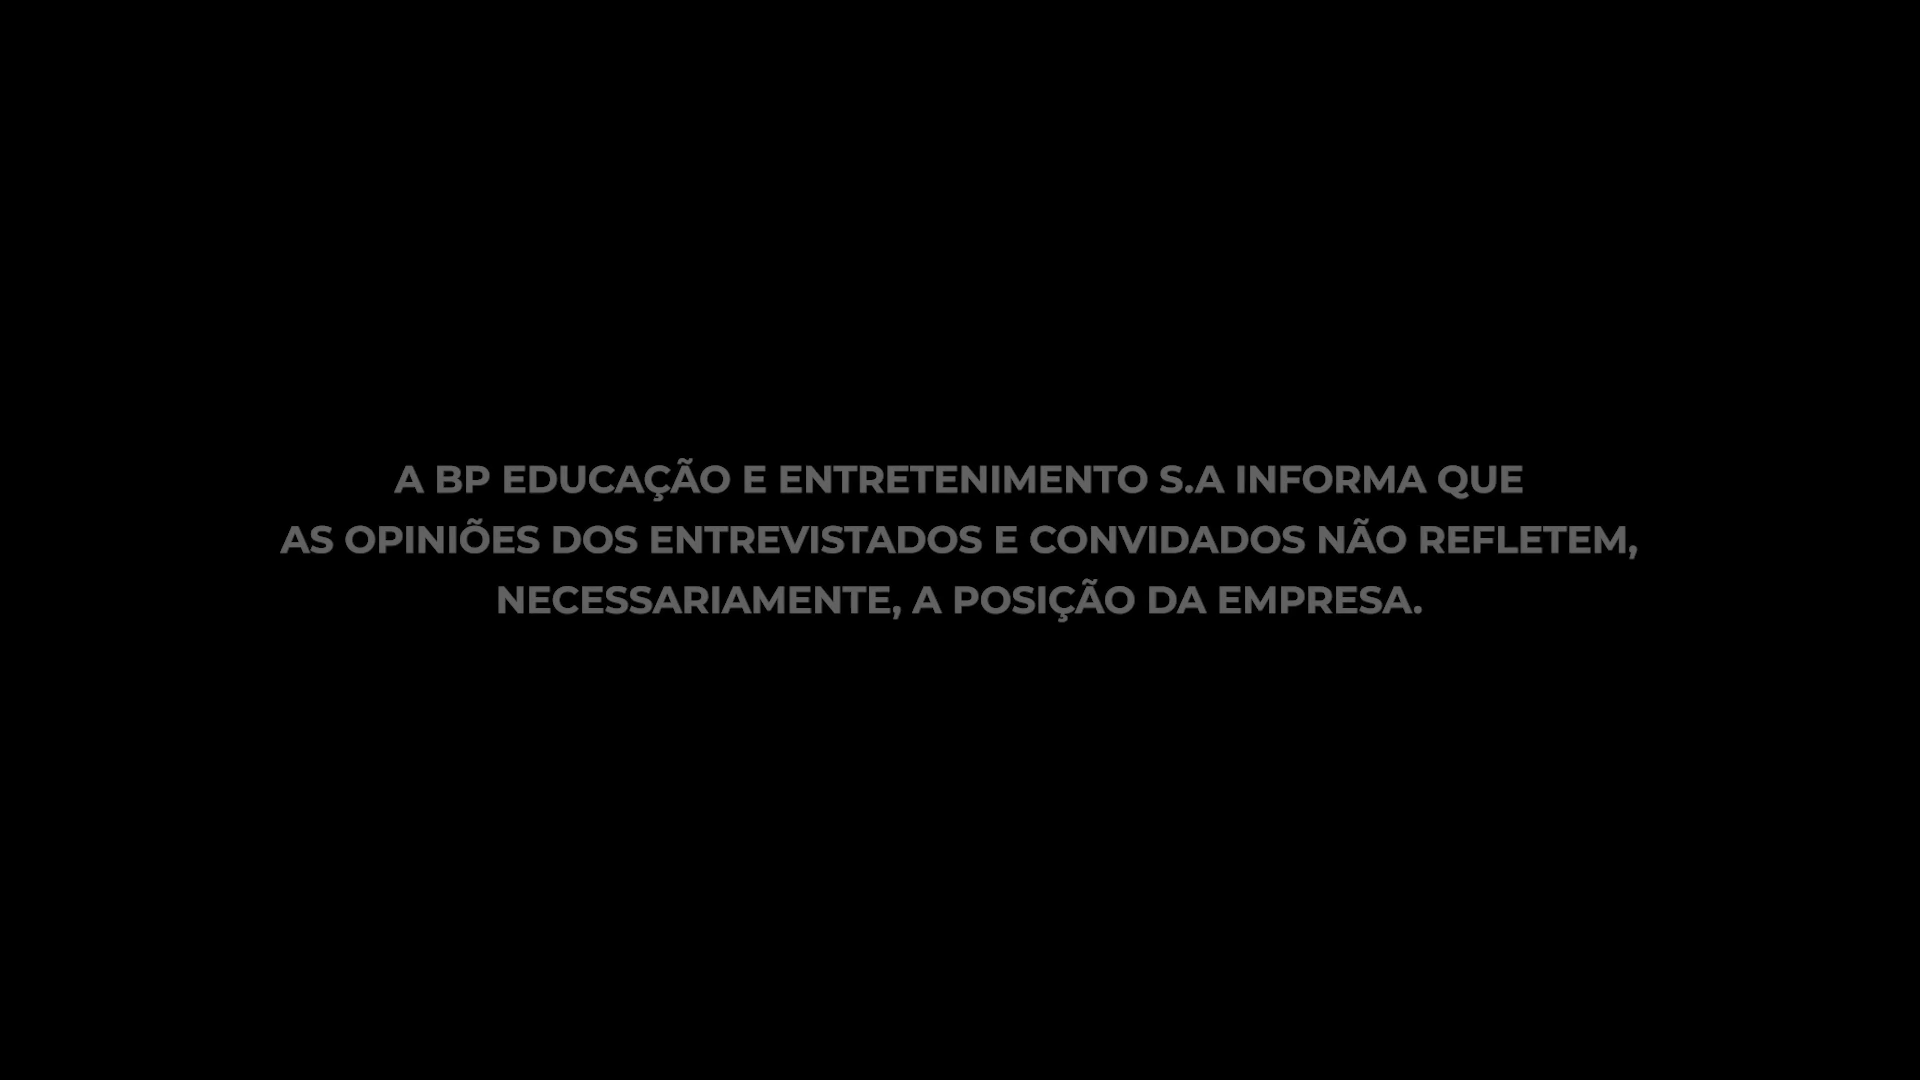 A BP EDUCAÇÃO E ENTRETENIMENTO S.A INFORMA QUE
AS OPINIÕES DOS ENTREVISTADOS E CONVIDADOS NÃO REFLETEM,
NECESSARIAMENTE, A POSIÇÃO DA EMPRESA.